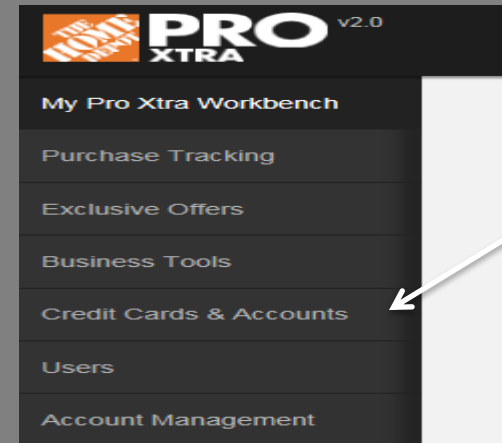 THE HOME DEPOT
PRO v2.0
XTRA
My Pro Xtra Workbench
Purchase Tracking
Exclusive Offers
Business Tools
Credit Cards & Accounts
Users
Account Management